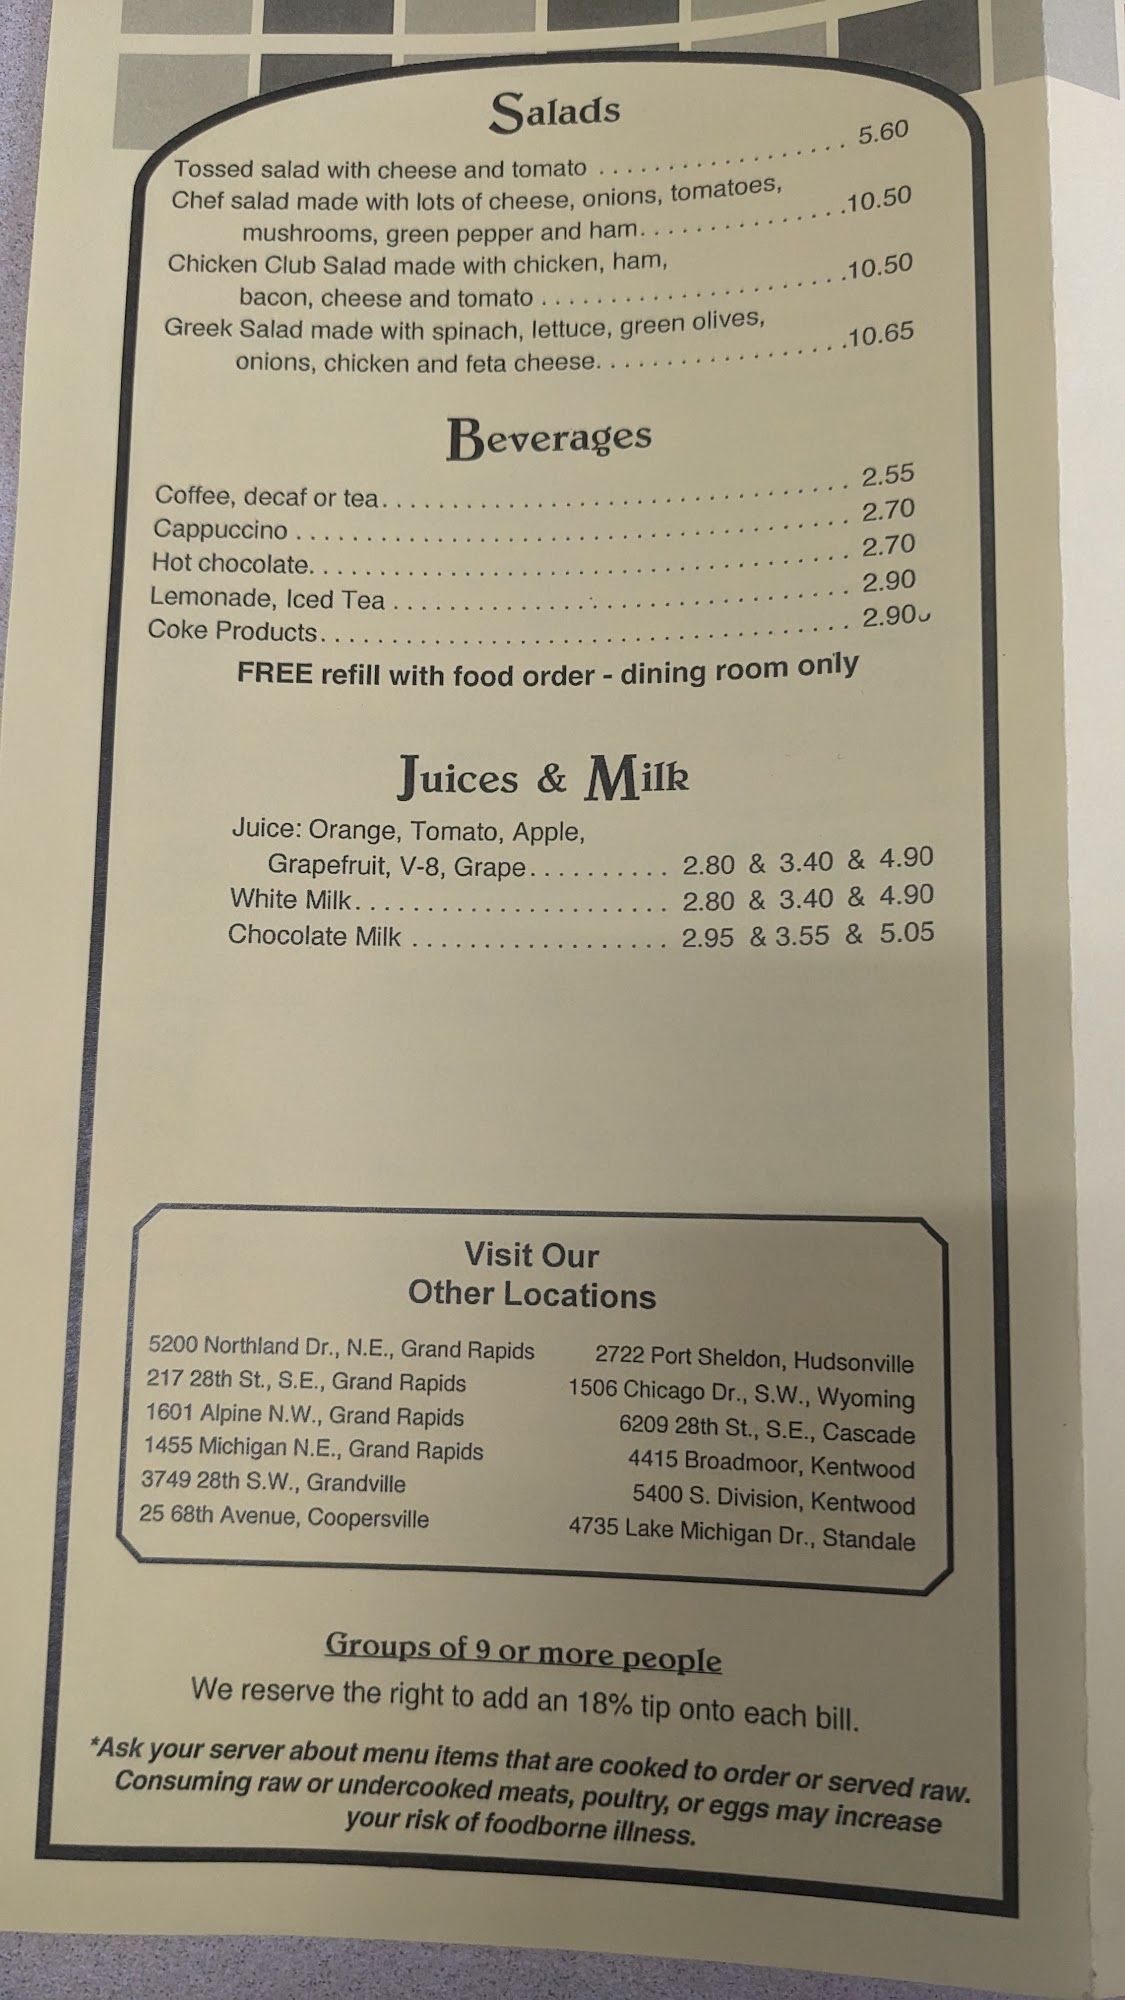 Salads
Tossed salad with cheese and tomato . . . . . . . . . . . . . . . . . . 5.60
Chef salad made with lots of cheese, onions, tomatoes,
mushrooms, green pepper and ham. . . . . . . . . . . . . . .10.50
Chicken Club Salad made with chicken, ham,
bacon, cheese and tomato . . . . . . . . . . . . . . . . . . . . . .10.50
Greek Salad made with spinach, lettuce, green olives,
onions, chicken and feta cheese. . . . . . . . . . . . . . . . . .10.65
Beverages
Coffee, decaf or tea. . . . . . . . . . . . . . . . . . . . . . . . . . . . . . . . . 2.55
Cappuccino . . . . . . . . . . . . . . . . . . . . . . . . . . . . . . . . . . . . . . . 2.70
Hot chocolate. . . . . . . . . . . . . . . . . . . . . . . . . . . . . . . . . . . . . . 2.70
Lemonade, Iced Tea . . . . . . . . . . . . . . . . . . . . . . . . . . . . . . . . 2.90
Coke Products. . . . . . . . . . . . . . . . . . . . . . . . . . . . . . . . . . . . . 2.90
FREE refill with food order - dining room only
Juices & Milk
Juice: Orange, Tomato, Apple,
Grapefruit, V-8, Grape. . . . . . . . . . 2.80 & 3.40 & 4.90
White Milk. . . . . . . . . . . . . . . . . . . . . . 2.80 & 3.40 & 4.90
Chocolate Milk . . . . . . . . . . . . . . . . . . 2.95 & 3.55 & 5.05
Visit Our
Other Locations
5200 Northland Dr., N.E., Grand Rapids
217 28th St., S.E., Grand Rapids
1601 Alpine N.W., Grand Rapids
1455 Michigan N.E., Grand Rapids
3749 28th S.W., Grandville
25 68th Avenue, Coopersville
2722 Port Sheldon, Hudsonville
1506 Chicago Dr., S.W., Wyoming
6209 28th St., S.E., Cascade
4415 Broadmoor, Kentwood
5400 S. Division, Kentwood
4735 Lake Michigan Dr., Standale
Groups of 9 or more people
We reserve the right to add an 18% tip onto each bill.
*Ask your server about menu items that are cooked to order or served raw.
Consuming raw or undercooked meats, poultry, or eggs may increase
your risk of foodborne illness.